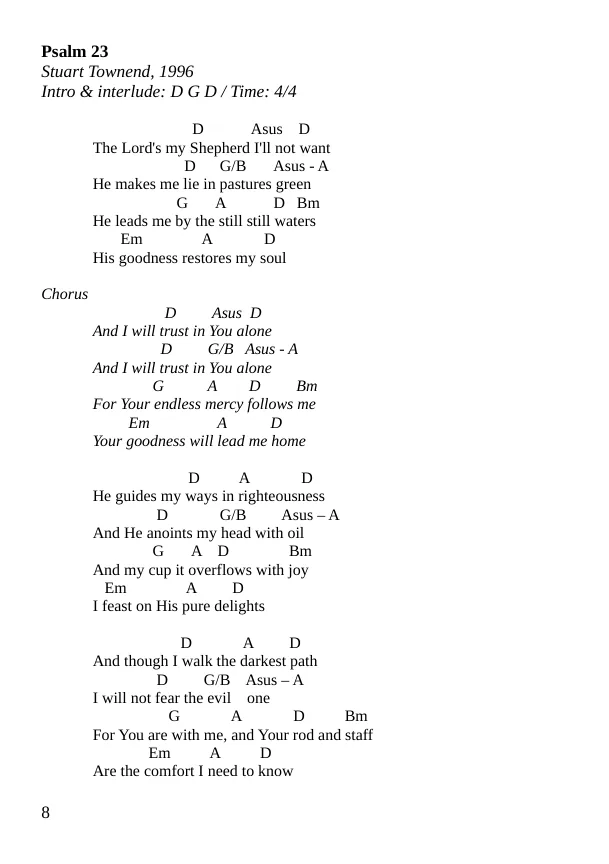 Psalm 23
Stuart Townend, 1996
Intro & interlude: D G D / Time: 4/4
D Asus D
The Lord's my Shepherd I'll not want
D G/B Asus - A
He makes me lie in pastures green
G A D Bm
He leads me by the still still waters
Em A D
His goodness restores my soul
Chorus
D Asus D
And I will trust in You alone
D G/B Asus - A
And I will trust in You alone
G A D Bm
For Your endless mercy follows me
Em A D
Your goodness will lead me home
D A D
He guides my ways in righteousness
D G/B Asus – A
And He anoints my head with oil
G A D Bm
And my cup it overflows with joy
Em A D
I feast on His pure delights
D A D
And though I walk the darkest path
D G/B Asus – A
I will not fear the evil one
G A D Bm
For You are with me, and Your rod and staff
Em A D
Are the comfort I need to know
8